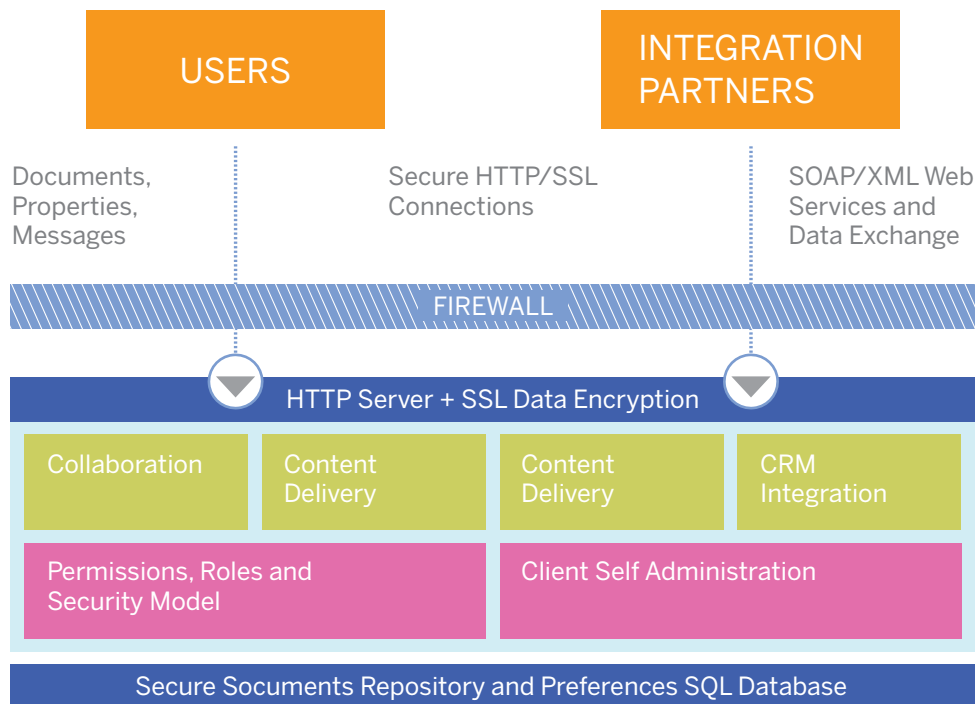 USERS
INTEGRATION
PARTNERS
Documents,
Properties,
Messages
Secure HTTP/SSL
Connections
SOAP/XML Web
Services and
Data Exchange
FIREWALL
HTTP Server + SSL Data Encryption
Collaboration
Content
Delivery
Content
Delivery
CRM
Integration
Permissions, Roles and
Security Model
Client Self Administration
Secure Socuments Repository and Preferences SQL Database